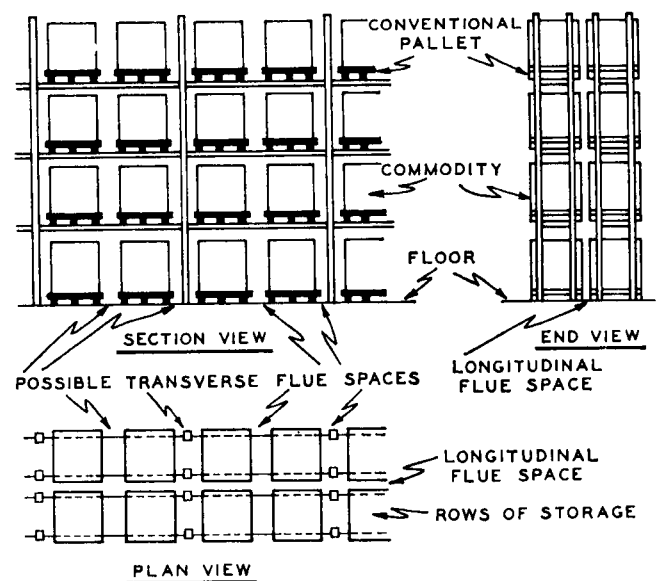 CONVENTIONAL
PALLET
COMMODITY
FLOOR
SECTION VIEW
END VIEW
LONGITUDINAL
FLUE SPACE
POSSIBLE TRANSVERSE FLUE SPACES
LONGITUDINAL
FLUE SPACE
ROWS OF STORAGE
PLAN VIEW